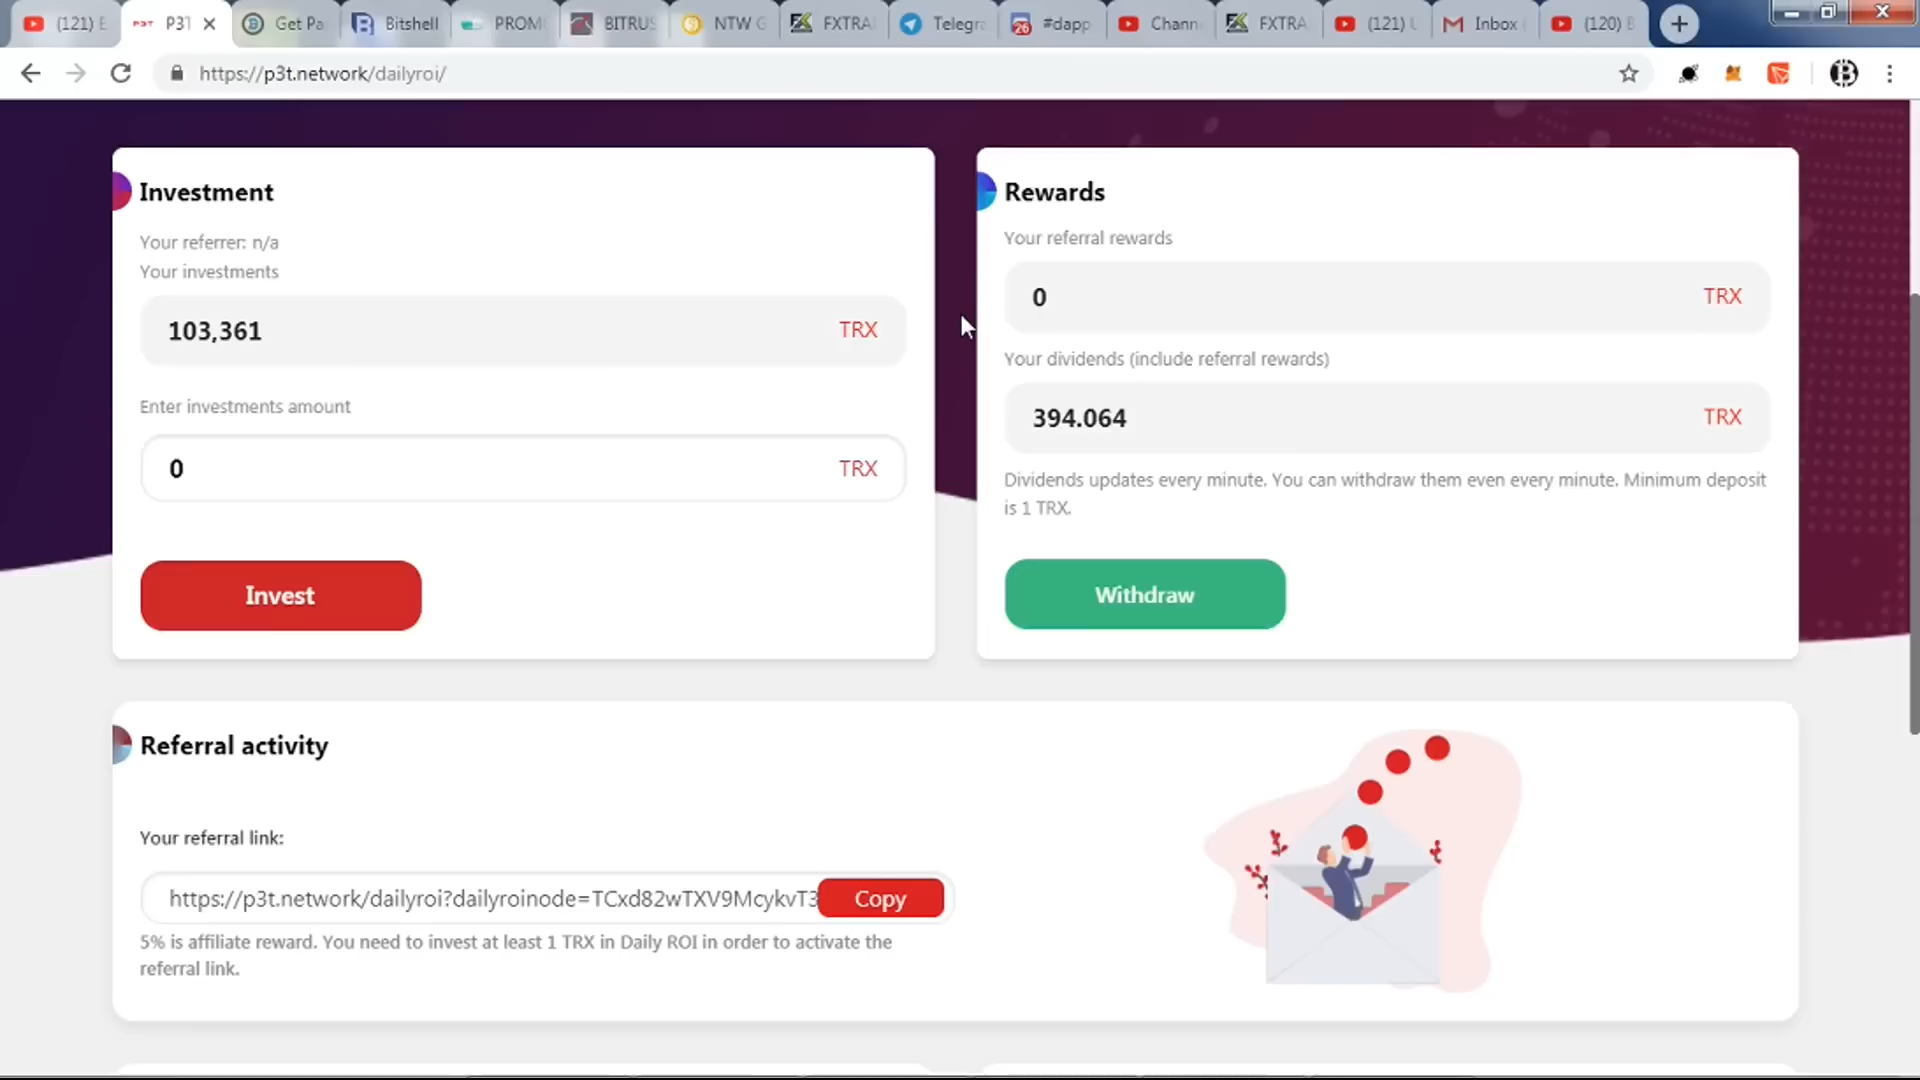 (121) E
P3T
P3T
Get Pa
Bitshell
PROM
BITRUS
NTW G
FXTRA
Telegra
26
#dapp
Chann
FXTRA
(121) U
Inbox
(120) B
https://p3t.network/dailyroi/
Investment
Your referrer: n/a
Your investments
103,361 TRX
Enter investments amount
0 TRX
Invest
Rewards
Your referral rewards
0 TRX
Your dividends (include referral rewards)
394.064 TRX
Dividends updates every minute. You can withdraw them even every minute. Minimum deposit
is 1 TRX.
Withdraw
Referral activity
Your referral link:
https://p3t.network/dailyroi?dailyroinode=TCxd82wTXV9McykvT3
Copy
5% is affiliate reward. You need to invest at least 1 TRX in Daily ROI in order to activate the
referral link.